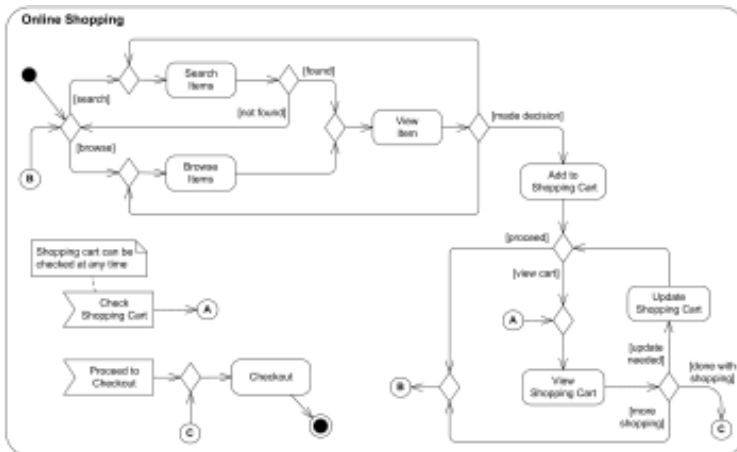 Online Shopping
Search
Items
[found]
[search]
[not found]
View
Item
[made decision]
[browse]
B
Browse
Items
Add to
Shopping Cart
Shopping cart can be
checked at any time
[proceed]
[view cart]
Check
Shopping Cart
A
A
Update
Shopping Cart
Proceed to
Checkout
Checkout
[update
needed]
[done with
shopping]
B
View
Shopping Cart
[more
shopping]
C
C